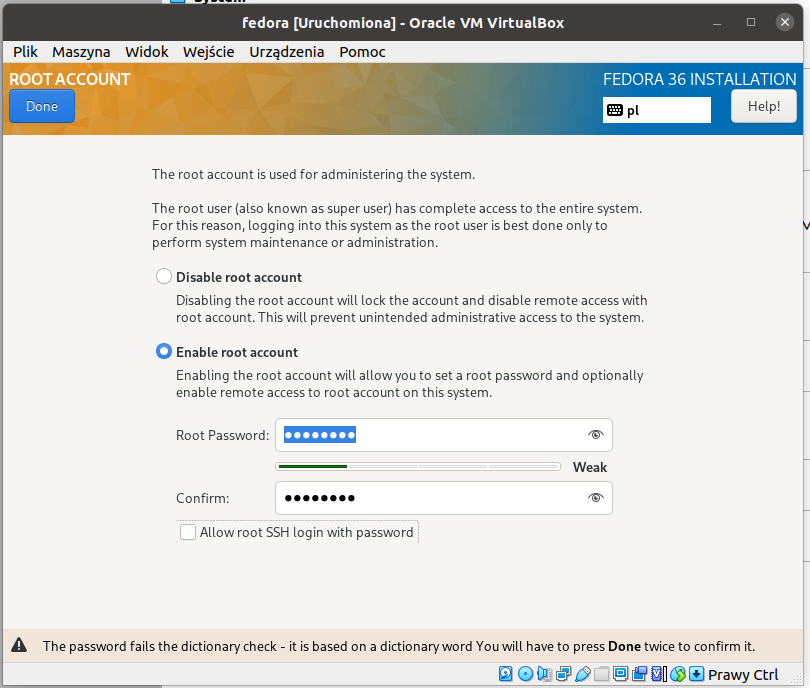 System
fedora [Uruchomiona] - Oracle VM VirtualBox
Plik Maszyna Widok Wejście Urządzenia Pomoc
ROOT ACCOUNT
FEDORA 36 INSTALLATION
Done
pl
Help!
The root account is used for administering the system.
The root user (also known as super user) has complete access to the entire system.
For this reason, logging into this system as the root user is best done only to
perform system maintenance or administration.
Disable root account
Disabling the root account will lock the account and disable remote access with
root account. This will prevent unintended administrative access to the system.
Enable root account
Enabling the root account will allow you to set a root password and optionally
enable remote access to root account on this system.
Root Password: ●●●●●●●●
Weak
Confirm: ●●●●●●●●
Allow root SSH login with password
The password fails the dictionary check - it is based on a dictionary word You will have to press Done twice to confirm it.
Prawy Ctrl